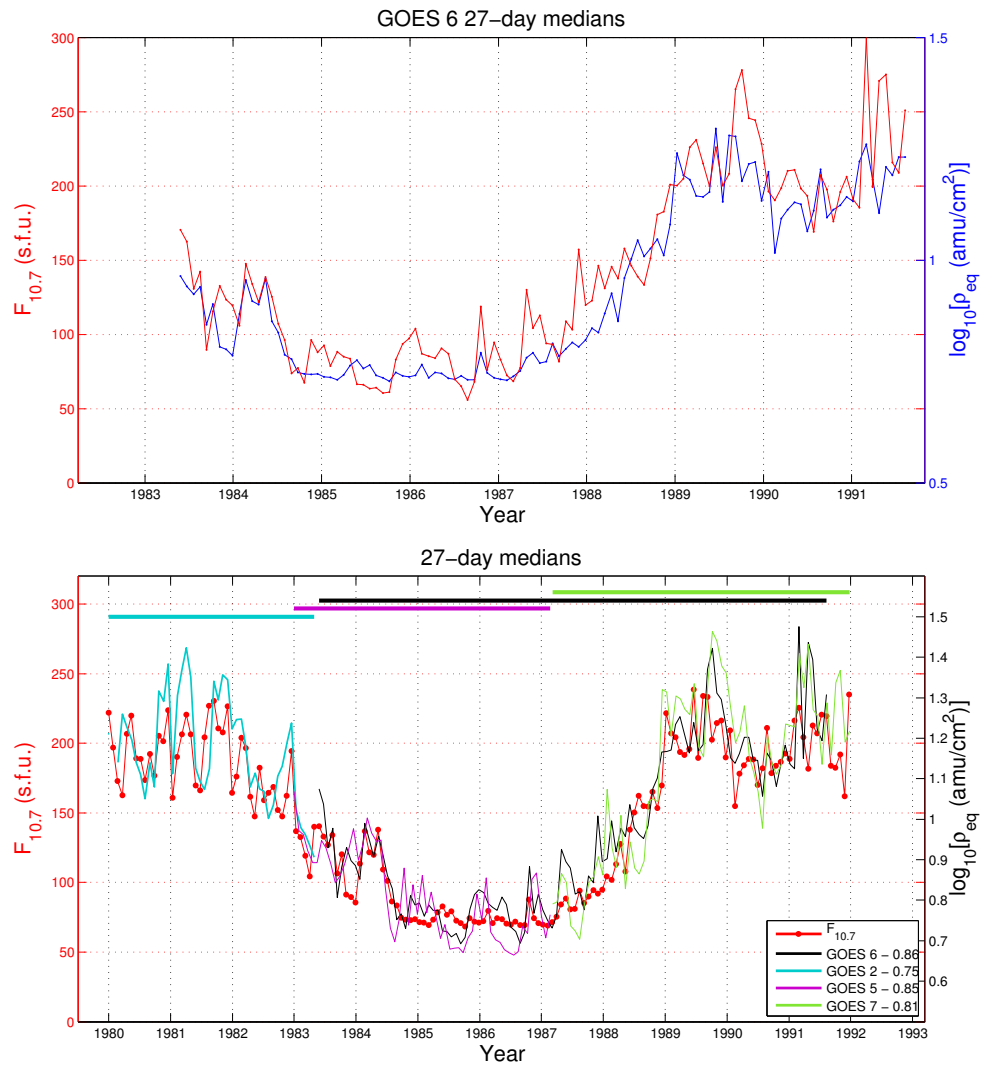 GOES 6 27−day medians
300
250
200
150
100
50
0
F10.7 (s.f.u.)
1.5
1
0.5
log10[ρeq (amu/cm2)]
1983 1984 1985 1986 1987 1988 1989 1990 1991
Year
27−day medians
300
250
200
150
100
50
0
F10.7 (s.f.u.)
1.5
1.4
1.3
1.2
1.1
1
0.9
0.8
0.7
0.6
log10[ρeq (amu/cm2)]
F10.7
GOES 6 − 0.86
GOES 2 − 0.75
GOES 5 − 0.85
GOES 7 − 0.81
1980 1981 1982 1983 1984 1985 1986 1987 1988 1989 1990 1991 1992 1993
Year